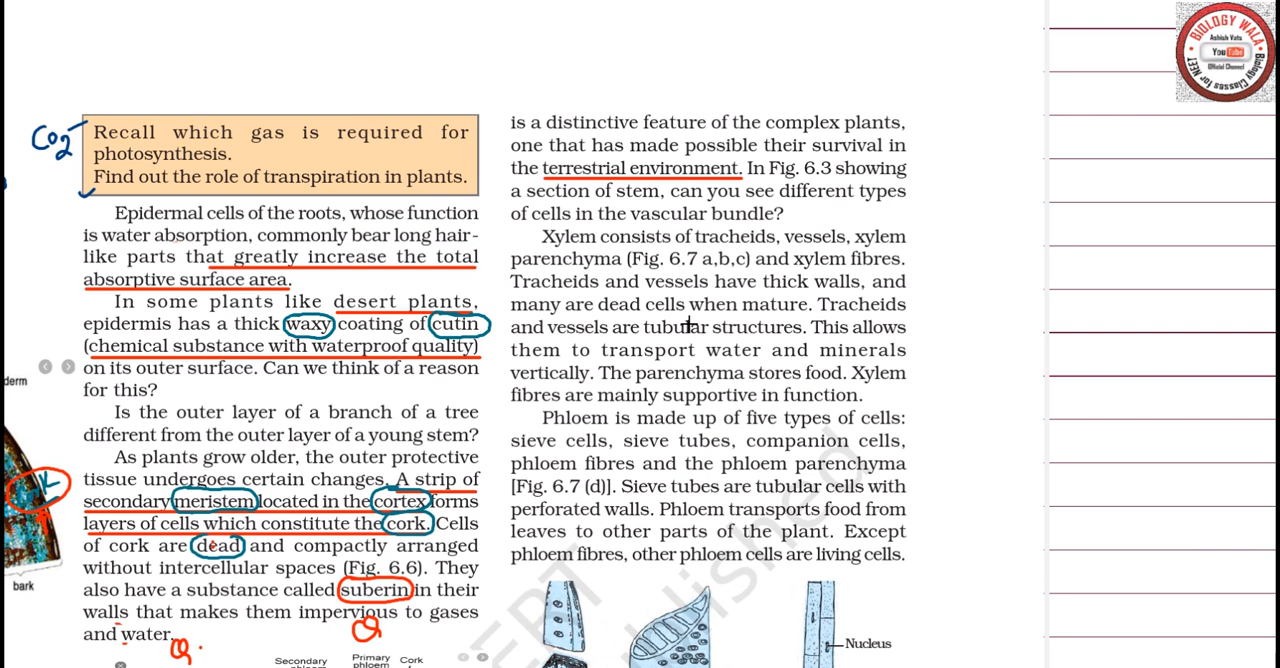 CO2
Recall which gas is required for
photosynthesis.
Find out the role of transpiration in plants.
Epidermal cells of the roots, whose function
is water absorption, commonly bear long hair-
like parts that greatly increase the total
absorptive surface area.
In some plants like desert plants,
epidermis has a thick waxy coating of cutin
(chemical substance with waterproof quality)
on its outer surface. Can we think of a reason
for this?
Is the outer layer of a branch of a tree
different from the outer layer of a young stem?
As plants grow older, the outer protective
tissue undergoes certain changes. A strip of
secondary meristem located in the cortex forms
layers of cells which constitute the cork. Cells
of cork are dead and compactly arranged
without intercellular spaces (Fig. 6.6). They
also have a substance called suberin in their
walls that makes them impervious to gases
and water.
derm
bark
Secondary
phloem
Primary
phloem
Cork
is a distinctive feature of the complex plants,
one that has made possible their survival in
the terrestrial environment. In Fig. 6.3 showing
a section of stem, can you see different types
of cells in the vascular bundle?
Xylem consists of tracheids, vessels, xylem
parenchyma (Fig. 6.7 a,b,c) and xylem fibres.
Tracheids and vessels have thick walls, and
many are dead cells when mature. Tracheids
and vessels are tubular structures. This allows
them to transport water and minerals
vertically. The parenchyma stores food. Xylem
fibres are mainly supportive in function.
Phloem is made up of five types of cells:
sieve cells, sieve tubes, companion cells,
phloem fibres and the phloem parenchyma
[Fig. 6.7 (d)]. Sieve tubes are tubular cells with
perforated walls. Phloem transports food from
leaves to other parts of the plant. Except
phloem fibres, other phloem cells are living cells.
Nucleus
BIOLOGY WALA
Ashish Vats
YouTube
Official Channel
Biology Classes for NEET